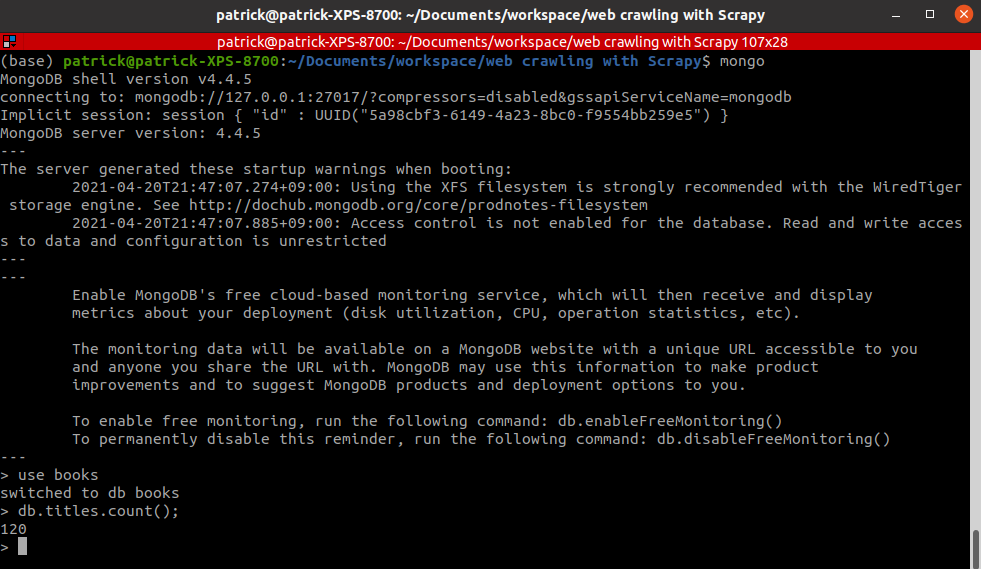 patrick@patrick-XPS-8700: ~/Documents/workspace/web crawling with Scrapy
patrick@patrick-XPS-8700: ~/Documents/workspace/web crawling with Scrapy 107x28
(base) patrick@patrick-XPS-8700:~/Documents/workspace/web crawling with Scrapy$ mongo
MongoDB shell version v4.4.5
connecting to: mongodb://127.0.0.1:27017/?compressors=disabled&gssapiServiceName=mongodb
Implicit session: session { "id" : UUID("5a98cbf3-6149-4a23-8bc0-f9554bb259e5") }
MongoDB server version: 4.4.5
---
The server generated these startup warnings when booting:
        2021-04-20T21:47:07.274+09:00: Using the XFS filesystem is strongly recommended with the WiredTiger
 storage engine. See http://dochub.mongodb.org/core/prodnotes-filesystem
        2021-04-20T21:47:07.885+09:00: Access control is not enabled for the database. Read and write acces
s to data and configuration is unrestricted
---
---
        Enable MongoDB's free cloud-based monitoring service, which will then receive and display
        metrics about your deployment (disk utilization, CPU, operation statistics, etc).

        The monitoring data will be available on a MongoDB website with a unique URL accessible to you
        and anyone you share the URL with. MongoDB may use this information to make product
        improvements and to suggest MongoDB products and deployment options to you.

        To enable free monitoring, run the following command: db.enableFreeMonitoring()
        To permanently disable this reminder, run the following command: db.disableFreeMonitoring()
---
> use books
switched to db books
> db.titles.count();
120
>